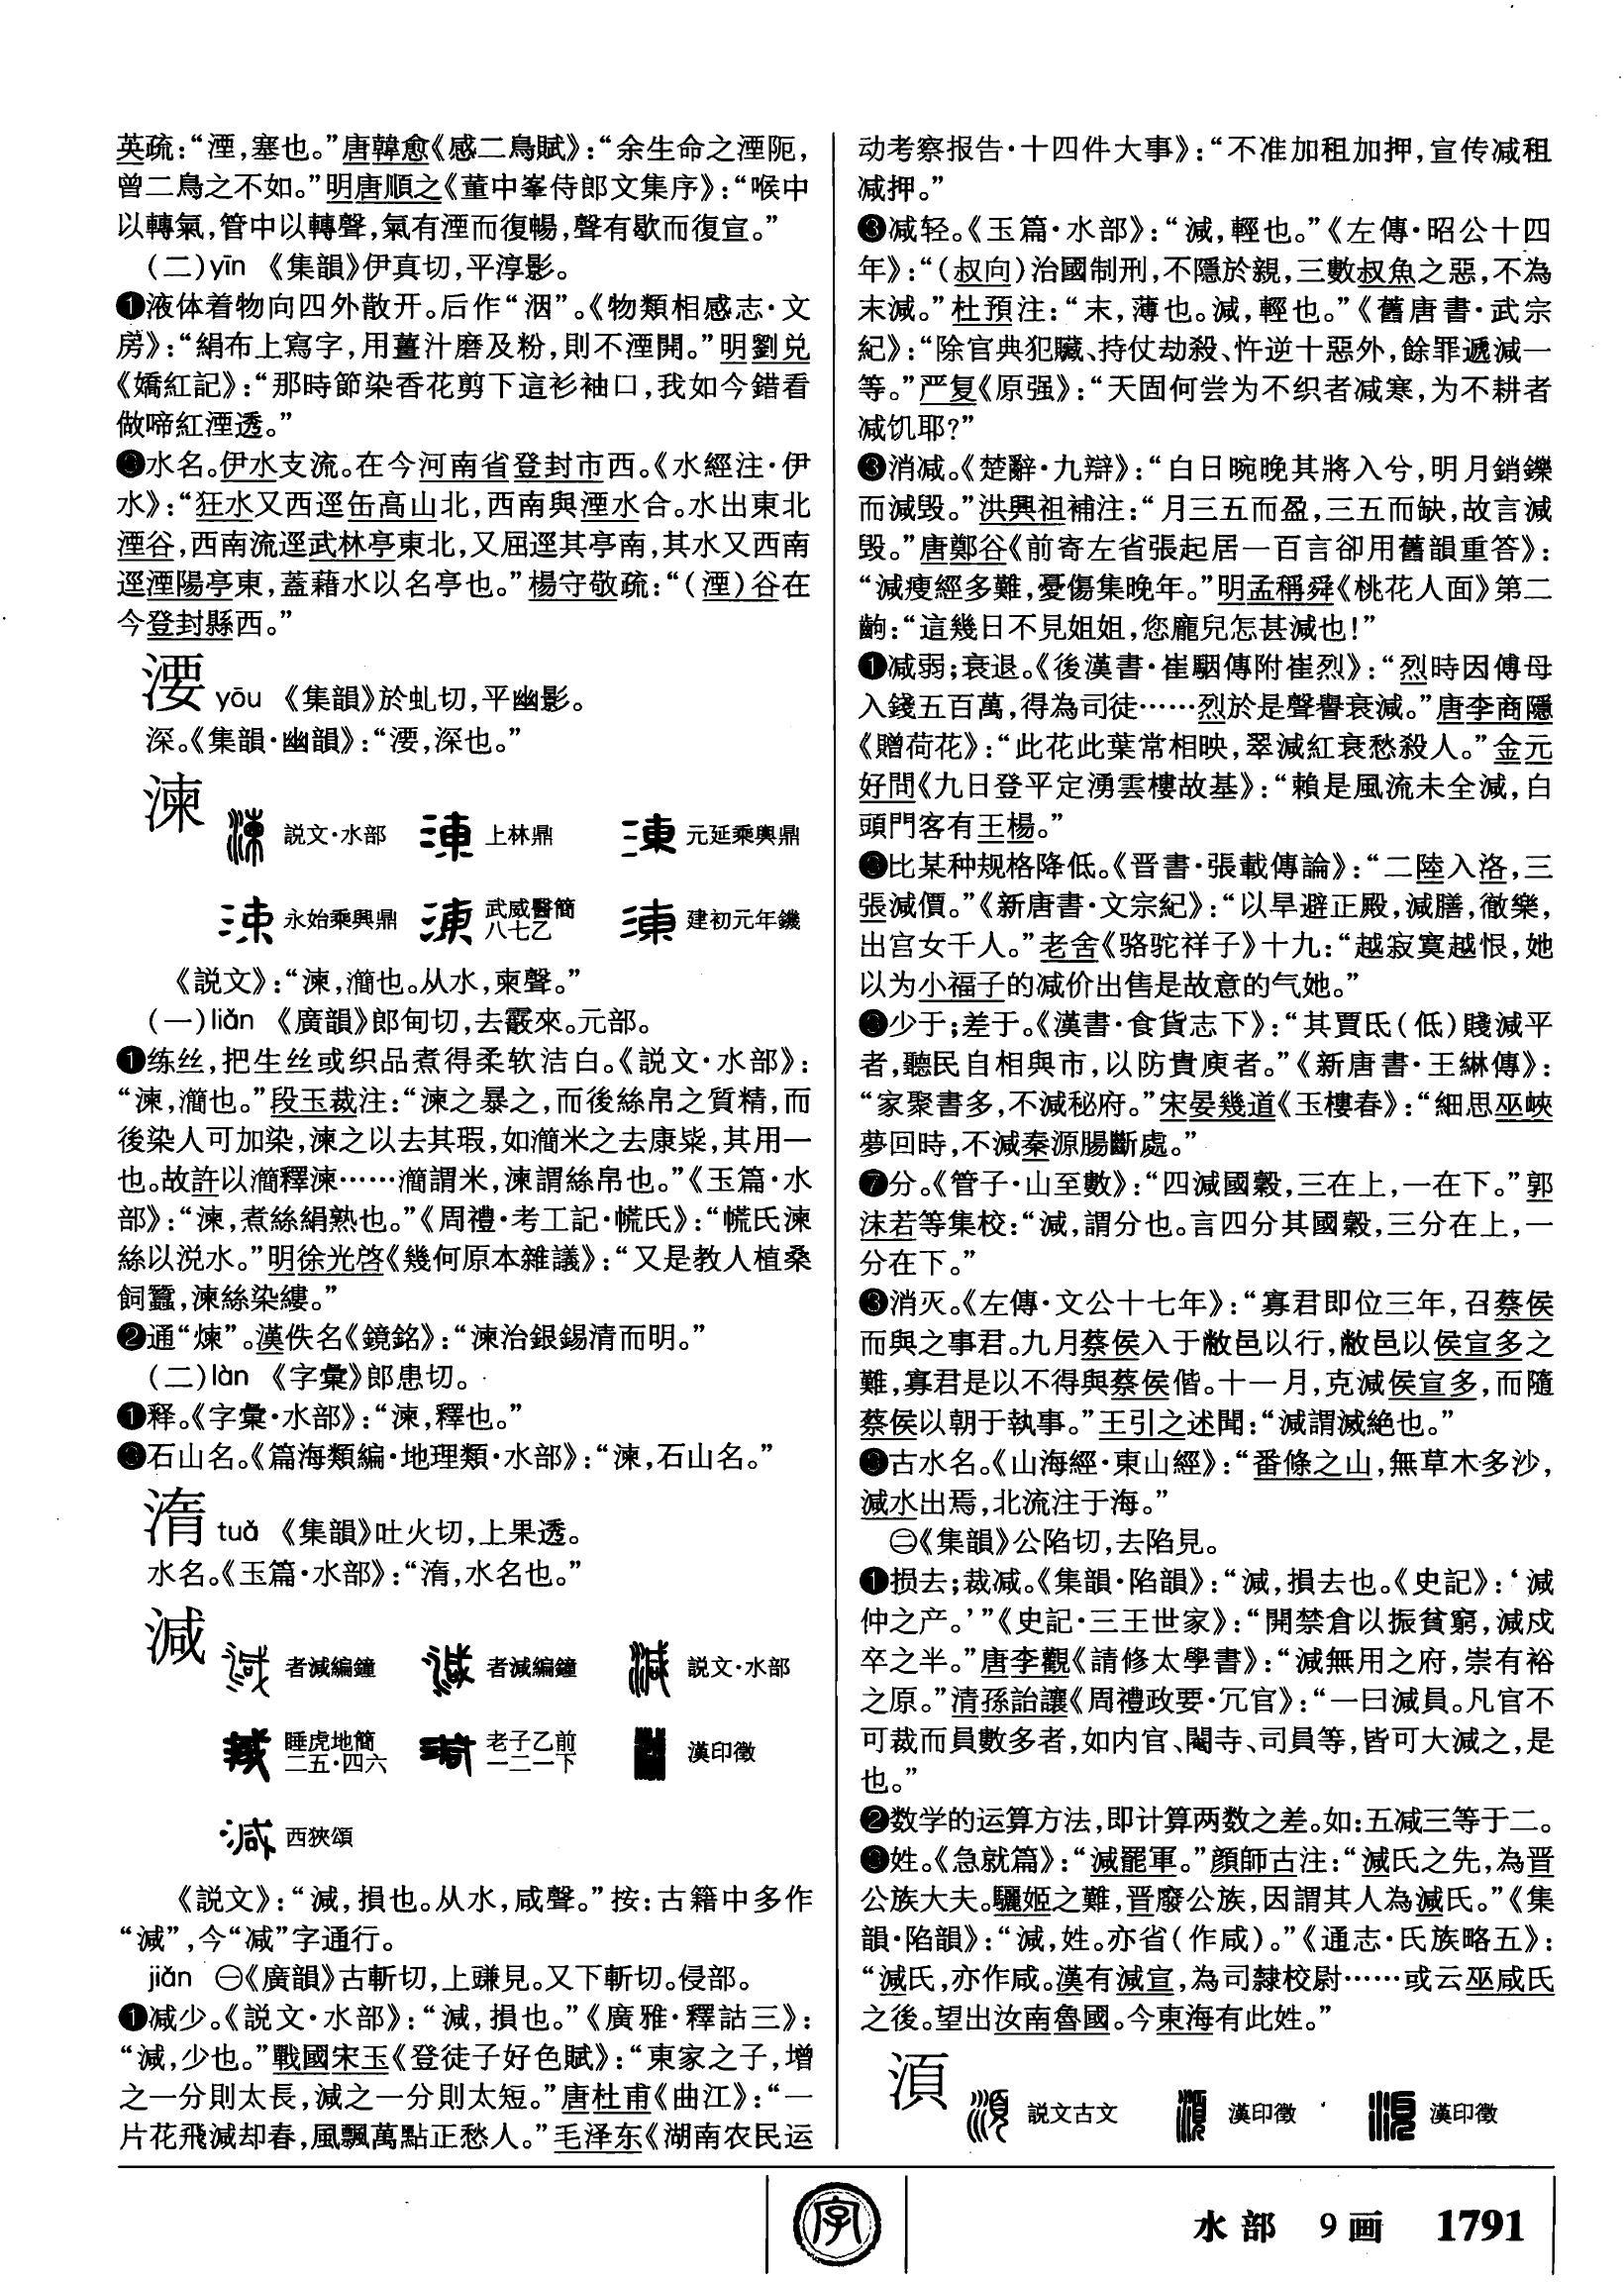 英疏：“湮，塞也。”唐韓愈《感二鳥賦》：“余生命之湮阨，
曾二鳥之不如。”明唐順之《董中峯侍郎文集序》：“喉中
以轉氣，管中以轉聲，氣有湮而復暢，聲有歇而復宣。”
（二）yīn 《集韻》伊真切，平淳影。
❶液体着物向四外散开。后作“洇”。《物類相感志·文
房》：“絹布上寫字，用薑汁磨及粉，則不湮開。”明劉兑
《嬌紅記》：“那時節染香花剪下這衫袖口，我如今錯看
做啼紅湮透。”
水名。伊水支流。在今河南省登封市西。《水經注·伊
水》：“狂水又西逕缶高山北，西南與湮水合。水出東北
湮谷，西南流逕武林亭東北，又屈逕其亭南，其水又西南
逕湮陽亭東，蓋藉水以名亭也。”楊守敬疏：“（湮）谷在
今登封縣西。”
㴗 yōu 《集韻》於虬切，平幽影。
深。《集韻·幽韻》：“㴗，深也。”
湅
説文·水部 上林鼎 元延乘輿鼎
永始乘輿鼎 武威醫簡八七乙 建初元年鐖
《説文》：“湅，㶕也。从水，柬聲。”
（一）liǎn 《廣韻》郎甸切，去霰來。元部。
❶练丝，把生丝或织品煮得柔软洁白。《説文·水部》：
“湅，㶕也。”段玉裁注：“湅之暴之，而後絲帛之質精，而
後染人可加染，湅之以去其瑕，如㶕米之去康粊，其用一
也。故許以㶕釋湅……㶕謂米，湅謂絲帛也。”《玉篇·水
部》：“湅，煮絲絹熟也。”《周禮·考工記·㡛氏》：“㡛氏湅
絲以涗水。”明徐光啓《幾何原本雜議》：“又是教人植桑
飼蠶，湅絲染縷。”
❷通“煉”。漢佚名《鏡銘》：“湅治銀錫清而明。”
（二）làn 《字彙》郎患切。
❶释。《字彙·水部》：“湅，釋也。”
石山名。《篇海類編·地理類·水部》：“湅，石山名。”
湇 tuǎ 《集韻》吐火切，上果透。
水名。《玉篇·水部》：“湇，水名也。”
減
者減編鐘 者減編鐘 説文·水部
睡虎地簡二五·四六 老子乙前一二一下 漢印徵
西狹頌
《説文》：“減，損也。从水，咸聲。”按：古籍中多作
“減”，今“减”字通行。
jiǎn ㊀《廣韻》古斬切，上豏見。又下斬切。侵部。
❶减少。《説文·水部》：“減，損也。”《廣雅·釋詁三》：
“減，少也。”戰國宋玉《登徒子好色賦》：“東家之子，增
之一分則太長，減之一分則太短。”唐杜甫《曲江》：“一
片花飛減却春，風飄萬點正愁人。”毛泽东《湖南农民运
动考察报告·十四件大事》：“不准加租加押，宣传减租
减押。”
减轻。《玉篇·水部》：“減，輕也。”《左傳·昭公十四
年》：“（叔向）治國制刑，不隱於親，三數叔魚之惡，不為
末減。”杜預注：“末，薄也。減，輕也。”《舊唐書·武宗
紀》：“除官典犯贜、持仗劫殺、忤逆十惡外，餘罪遞減一
等。”严复《原强》：“天固何尝为不织者减寒，为不耕者
减饥耶？”
消减。《楚辭·九辯》：“白日晼晚其將入兮，明月銷鑠
而減毁。”洪興祖補注：“月三五而盈，三五而缺，故言減
毁。”唐鄭谷《前寄左省張起居一百言卻用舊韻重答》：
“減瘦經多難，憂傷集晚年。”明孟稱舜《桃花人面》第二
齣：“這幾日不見姐姐，您龐兒怎甚減也！”
减弱；衰退。《後漢書·崔駰傳附崔烈》：“烈時因傅母
入錢五百萬，得為司徒……烈於是聲譽衰減。”唐李商隱
《贈荷花》：“此花此葉常相映，翠減紅衰愁殺人。”金元
好問《九日登平定湧雲樓故基》：“賴是風流未全減，白
頭門客有王楊。”
比某种规格降低。《晋書·張載傳論》：“二陸入洛，三
張減價。”《新唐書·文宗紀》：“以旱避正殿，減膳，徹樂，
出宫女千人。”老舍《骆驼祥子》十九：“越寂寞越恨，她
以为小福子的减价出售是故意的气她。”
少于；差于。《漢書·食貨志下》：“其賈氐（低）賤減平
者，聽民自相與市，以防貴庾者。”《新唐書·王綝傳》：
“家聚書多，不減秘府。”宋晏幾道《玉樓春》：“細思巫峽
夢回時，不減秦源腸斷處。”
❼分。《管子·山至數》：“四減國穀，三在上，一在下。”郭
沫若等集校：“減，謂分也。言四分其國穀，三分在上，一
分在下。”
消灭。《左傳·文公十七年》：“寡君即位三年，召蔡侯
而與之事君。九月蔡侯入于敝邑以行，敝邑以侯宣多之
難，寡君是以不得與蔡侯偕。十一月，克減侯宣多，而隨
蔡侯以朝于執事。”王引之述聞：“減謂滅絶也。”
古水名。《山海經·東山經》：“番條之山，無草木多沙，
減水出焉，北流注于海。”
㊁《集韻》公陷切，去陷見。
❶损去；裁减。《集韻·陷韻》：“減，損去也。《史記》：‘減
仲之产。’”《史記·三王世家》：“開禁倉以振貧窮，減戍
卒之半。”唐李觀《請修太學書》：“減無用之府，崇有裕
之原。”清孫詒讓《周禮政要·冗官》：“一曰減員。凡官不
可裁而員數多者，如内官、閹寺、司員等，皆可大減之，是
也。”
❷数学的运算方法，即计算两数之差。如：五减三等于二。
姓。《急就篇》：“減罷軍。”顔師古注：“減氏之先，為晋
公族大夫。驪姬之難，晋廢公族，因謂其人為減氏。”《集
韻·陷韻》：“減，姓。亦省（作咸）。”《通志·氏族略五》：
“減氏，亦作咸。漢有減宣，為司隸校尉……或云巫咸氏
之後。望出汝南魯國。今東海有此姓。”
湏
説文古文 漢印徵 漢印徵
字
水部 9画 1791